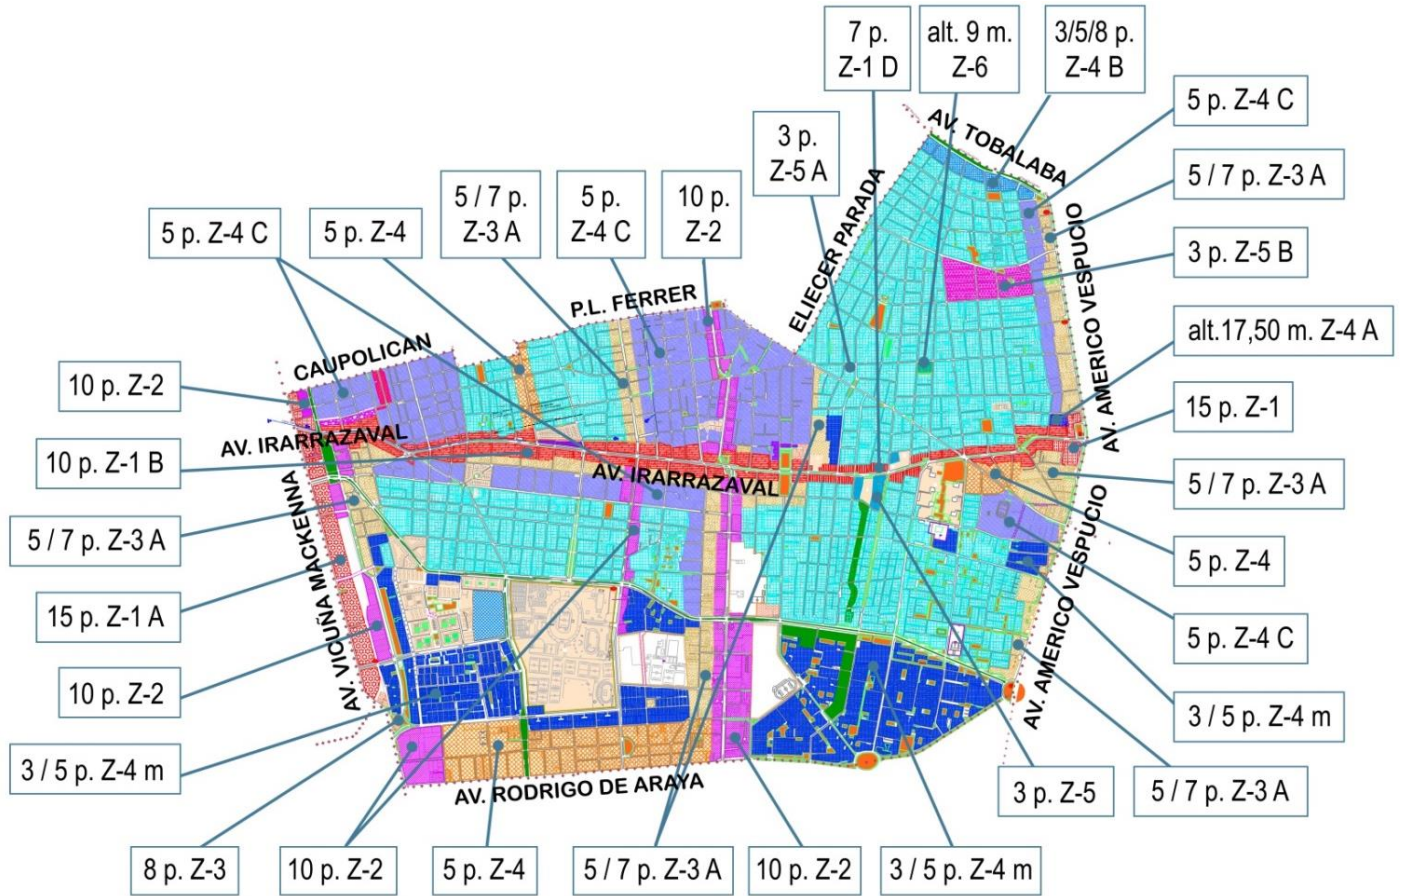 7 p.
Z-1 D
alt. 9 m.
Z-6
3/5/8 p.
Z-4 B
5 p. Z-4 C
AV. TOBALABA
3 p.
Z-5 A
5 / 7 p. Z-3 A
5 / 7 p.
Z-3 A
5 p.
Z-4 C
10 p.
Z-2
5 p. Z-4 C
5 p. Z-4
ELIECER PARADA
AV. AMERICO VESPUCIO
3 p. Z-5 B
P.L. FERRER
alt.17,50 m. Z-4 A
CAUPOLICAN
10 p. Z-2
15 p. Z-1
AV. IRARRAZAVAL
10 p. Z-1 B
AV. IRARRAZAVAL
5 / 7 p. Z-3 A
5 / 7 p. Z-3 A
AV. VICUÑA MACKENNA
AV. AMERICO VESPUCIO
5 p. Z-4
15 p. Z-1 A
5 p. Z-4 C
10 p. Z-2
3 / 5 p. Z-4 m
3 / 5 p. Z-4 m
AV. RODRIGO DE ARAYA
3 p. Z-5
5 / 7 p. Z-3 A
8 p. Z-3
10 p. Z-2
5 p. Z-4
5 / 7 p. Z-3 A
10 p. Z-2
3 / 5 p. Z-4 m